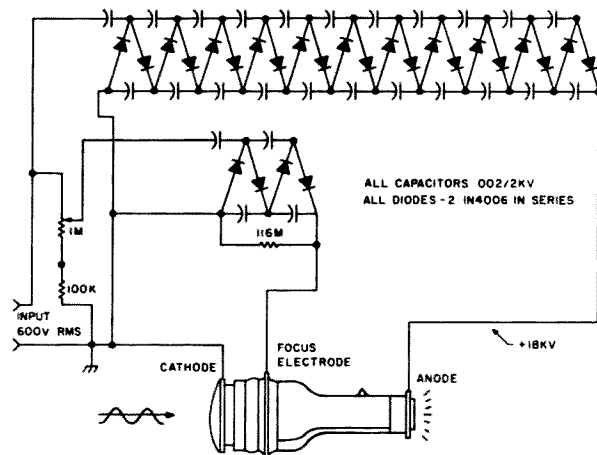 ALL CAPACITORS 002/2KV
ALL DIODES-2 IN4006 IN SERIES
1M
116M
100K
INPUT
600V RMS
CATHODE
FOCUS
ELECTRODE
+18KV
ANODE